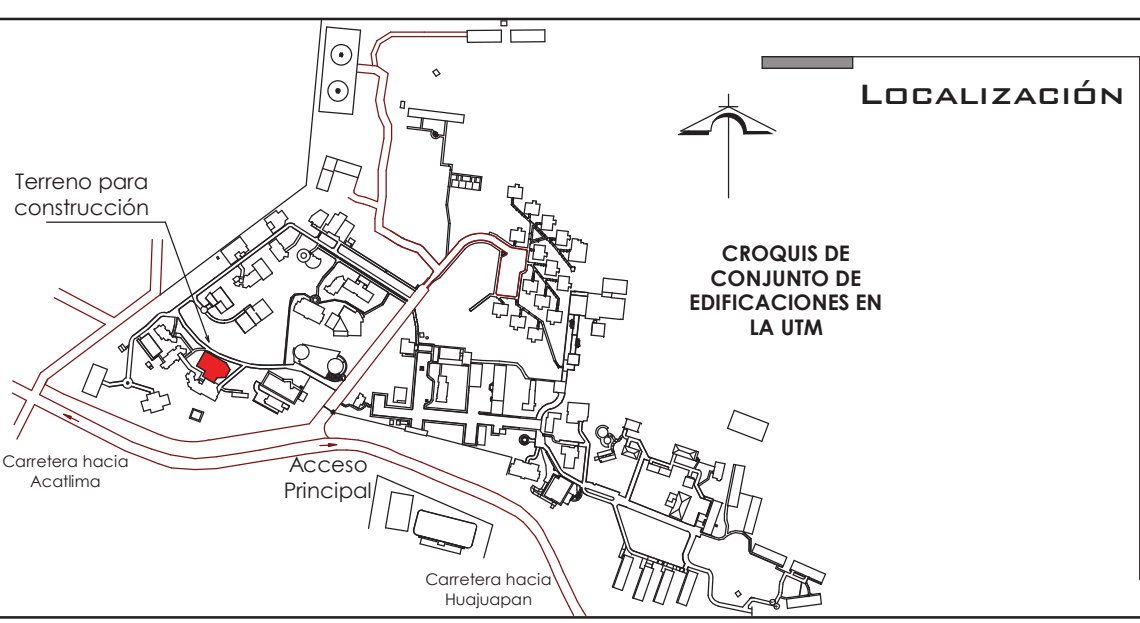 LOCALIZACIÓN
Terreno para
construcción
CROQUIS DE
CONJUNTO DE
EDIFICACIONES EN
LA UTM
Carretera hacia
Acatlima
Acceso
Principal
Carretera hacia
Huajuapan